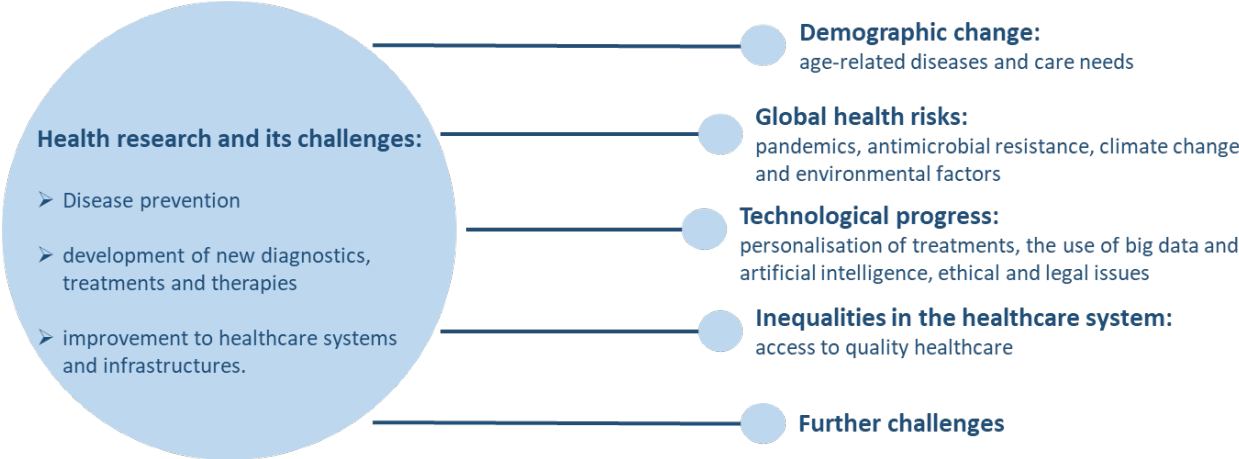 Health research and its challenges:
➢ Disease prevention
➢ development of new diagnostics,
treatments and therapies
➢ improvement to healthcare systems
and infrastructures.
Demographic change:
age-related diseases and care needs
Global health risks:
pandemics, antimicrobial resistance, climate change
and environmental factors
Technological progress:
personalisation of treatments, the use of big data and
artificial intelligence, ethical and legal issues
Inequalities in the healthcare system:
access to quality healthcare
Further challenges